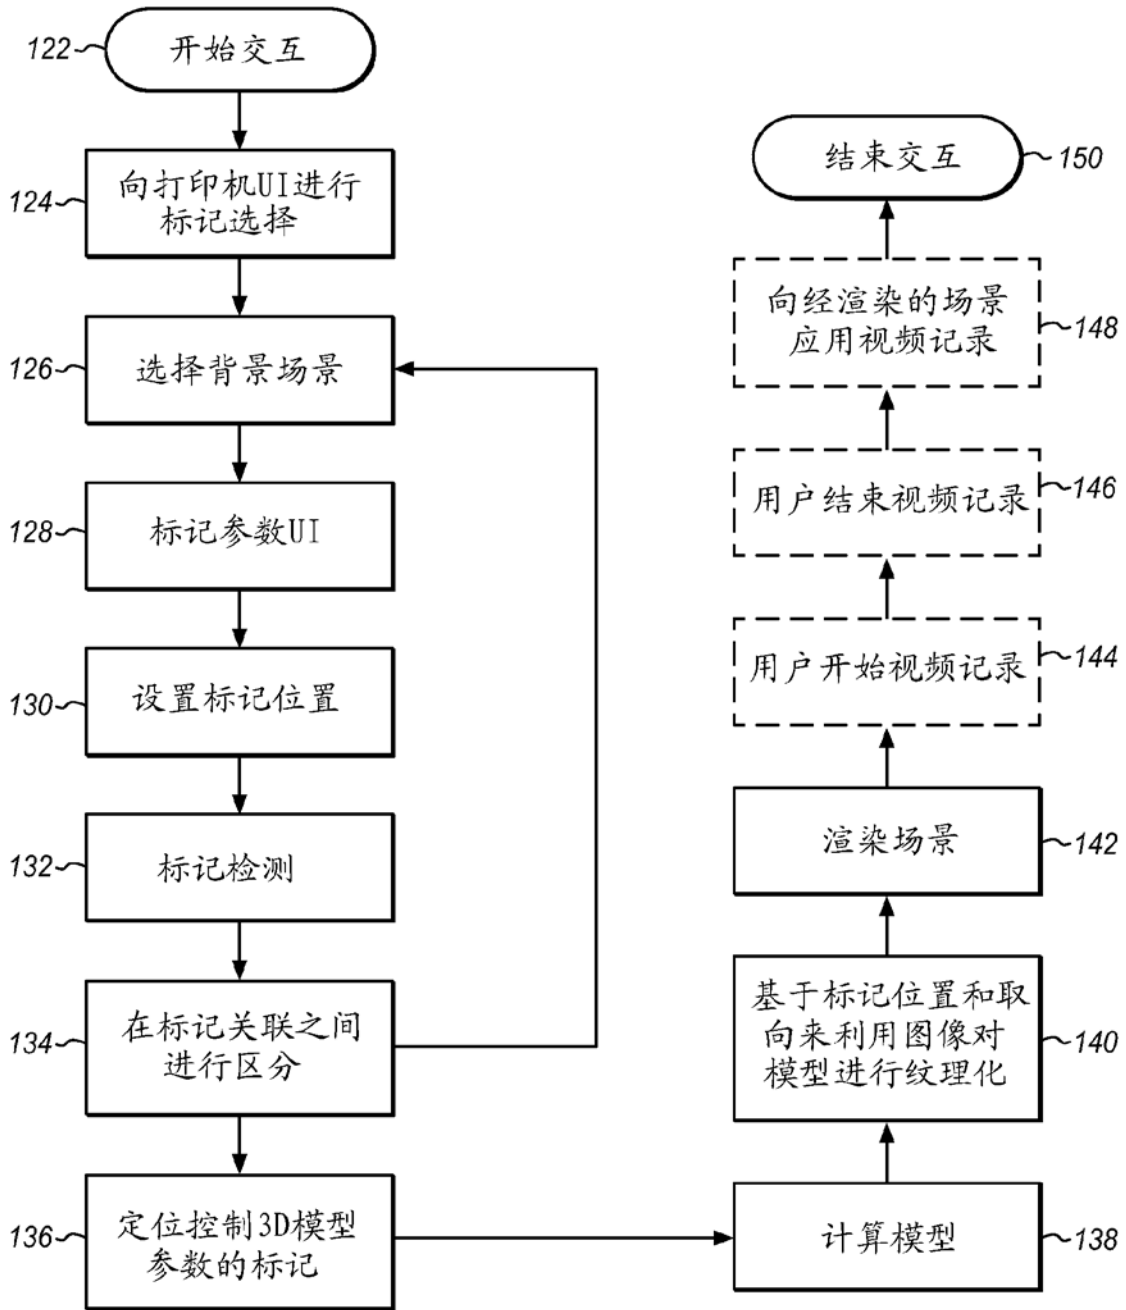 122
开始交互
124
向打印机UI进行
标记选择
126
选择背景场景
128
标记参数UI
130
设置标记位置
132
标记检测
134
在标记关联之间
进行区分
136
定位控制3D模型
参数的标记
结束交互
150
向经渲染的场景
应用视频记录
148
用户结束视频记录
146
用户开始视频记录
144
渲染场景
142
基于标记位置和取
向来利用图像对
模型进行纹理化
140
计算模型
138